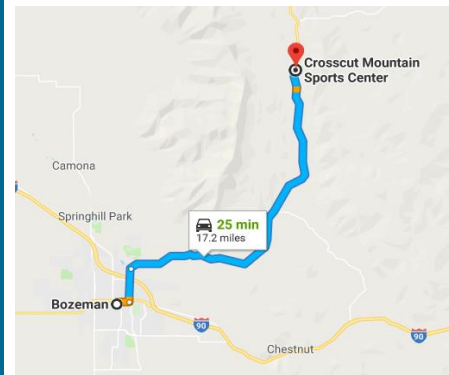 Crosscut Mountain
Sports Center
Camona
Springhill Park
25 min
17.2 miles
Bozeman
90
90
Chestnut